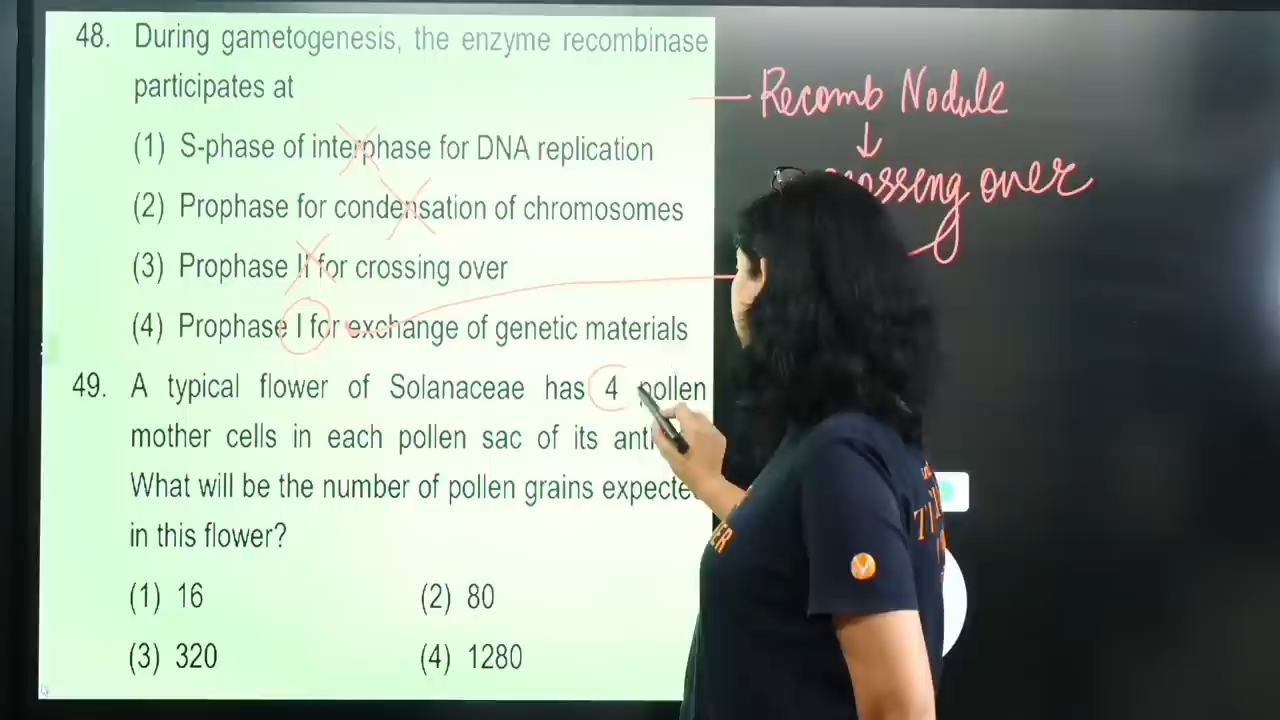 48. During gametogenesis, the enzyme recombinase
participates at
(1) S-phase of interphase for DNA replication
(2) Prophase for condensation of chromosomes
(3) Prophase II for crossing over
(4) Prophase I for exchange of genetic materials
49. A typical flower of Solanaceae has 4 pollen
mother cells in each pollen sac of its
What will be the number of pollen grains
in this flower?
(1) 16 (2) 80
(3) 320 (4) 1280
Recomb Nodule
↓
over